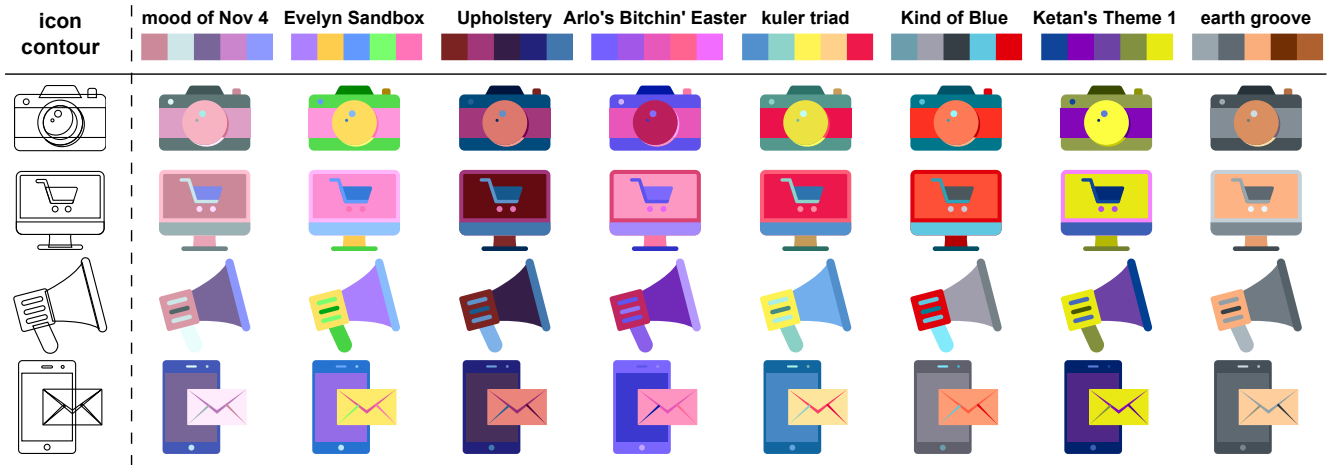 icon
contour
mood of Nov 4
Evelyn Sandbox
Upholstery
Arlo's Bitchin' Easter
kuler triad
Kind of Blue
Ketan's Theme 1
earth groove